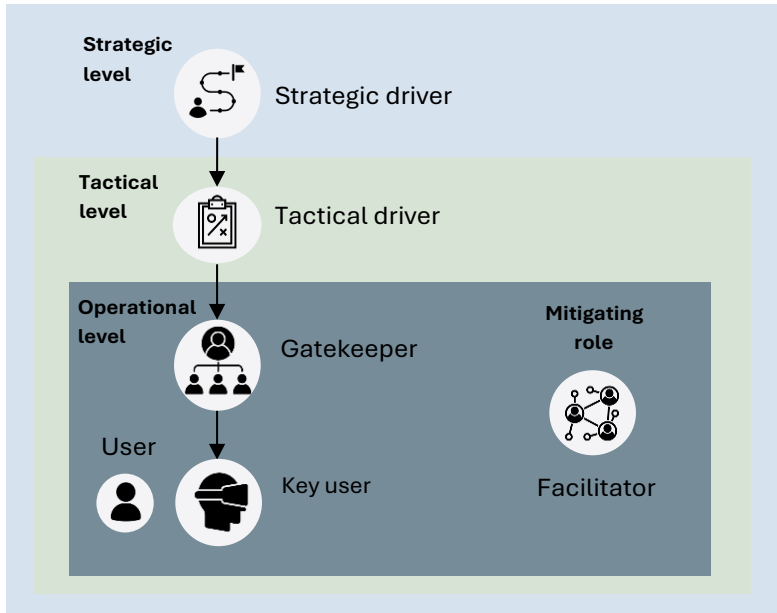 Strategic
level
Strategic driver
Tactical
level
Tactical driver
Operational
level
Gatekeeper
Mitigating
role
User
Key user
Facilitator